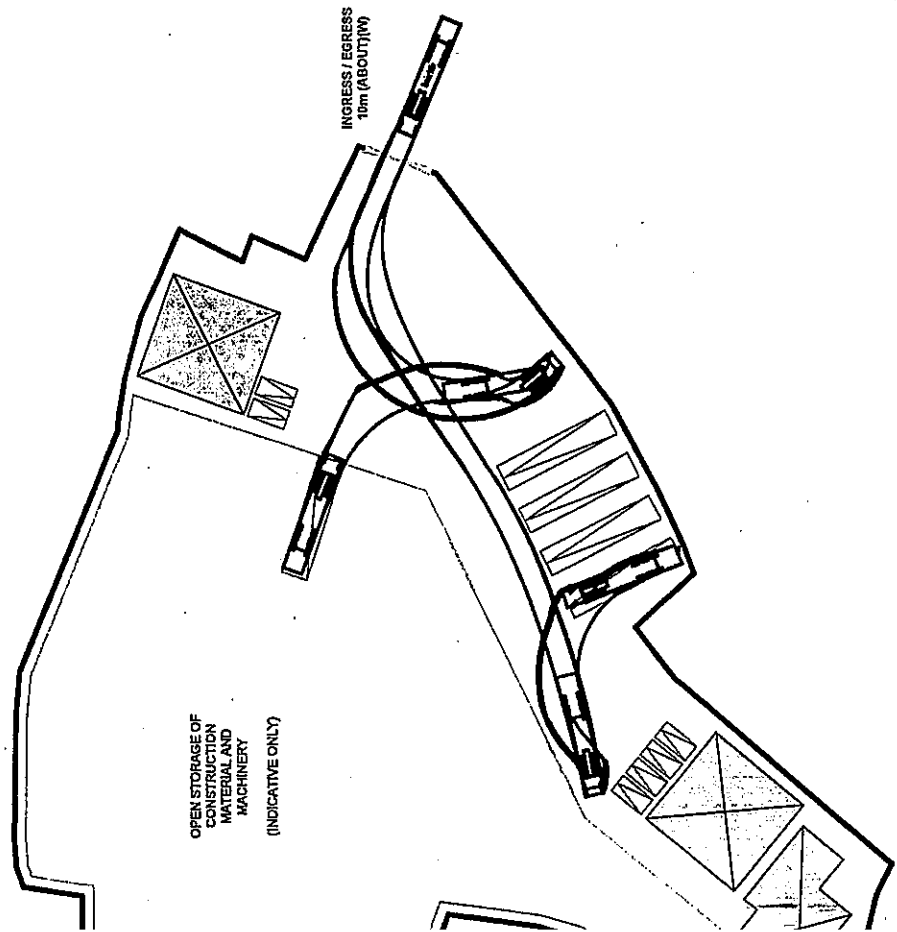 INGRESS / EGRESS
10m (ABOUT)(W)
OPEN STORAGE OF
CONSTRUCTION
MATERIAL AND
MACHINERY
(INDICATIVE ONLY)